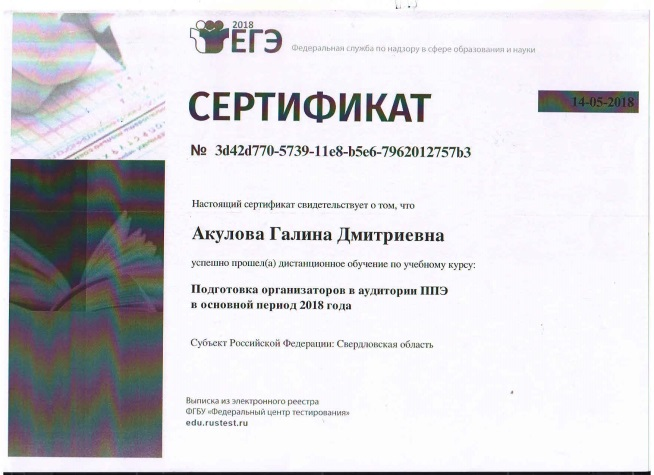 2018
ЕГЭ
Федеральная служба по надзору в сфере образования и науки
СЕРТИФИКАТ
14-05-2018
№ 3d42d770-5739-11e8-b5e6-7962012757b3
Настоящий сертификат свидетельствует о том, что
Акулова Галина Дмитриевна
успешно прошел(а) дистанционное обучение по учебному курсу:
Подготовка организаторов в аудитории ППЭ
в основной период 2018 года
Субъект Российской Федерации: Свердловская область
Выписка из электронного реестра
ФГБУ «Федеральный центр тестирования»
edu.rustest.ru